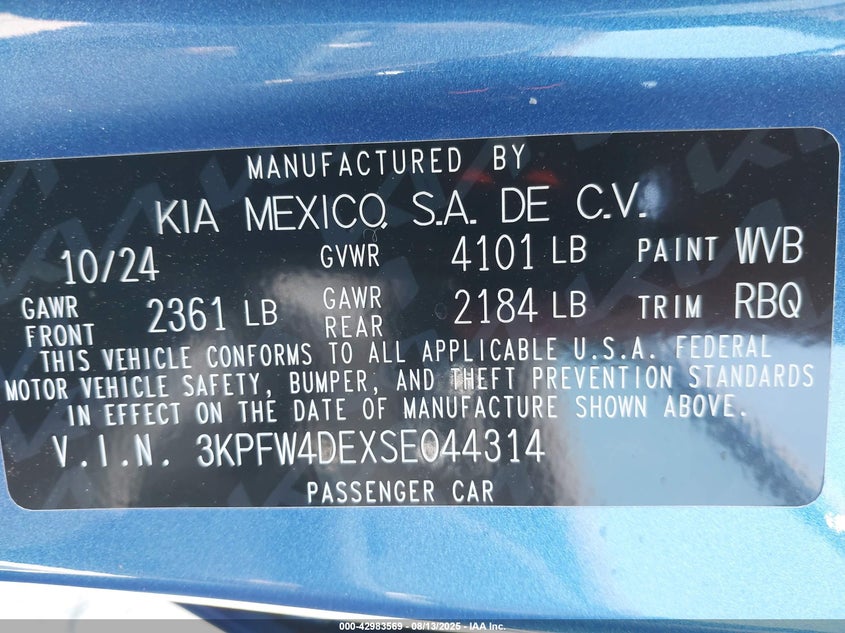 MANUFACTURED BY
KIA MEXICO, S.A. DE C.V.
10/24 GVWR 4101 LB PAINT WVB
GAWR FRONT 2361 LB GAWR REAR 2184 LB TRIM RBQ
THIS VEHICLE CONFORMS TO ALL APPLICABLE U.S.A. FEDERAL
MOTOR VEHICLE SAFETY, BUMPER, AND THEFT PREVENTION STANDARDS
IN EFFECT ON THE DATE OF MANUFACTURE SHOWN ABOVE.
V.I.N. 3KPFW4DEXSE044314
PASSENGER CAR
000-42983569 - 08/13/2025 - IAA Inc.